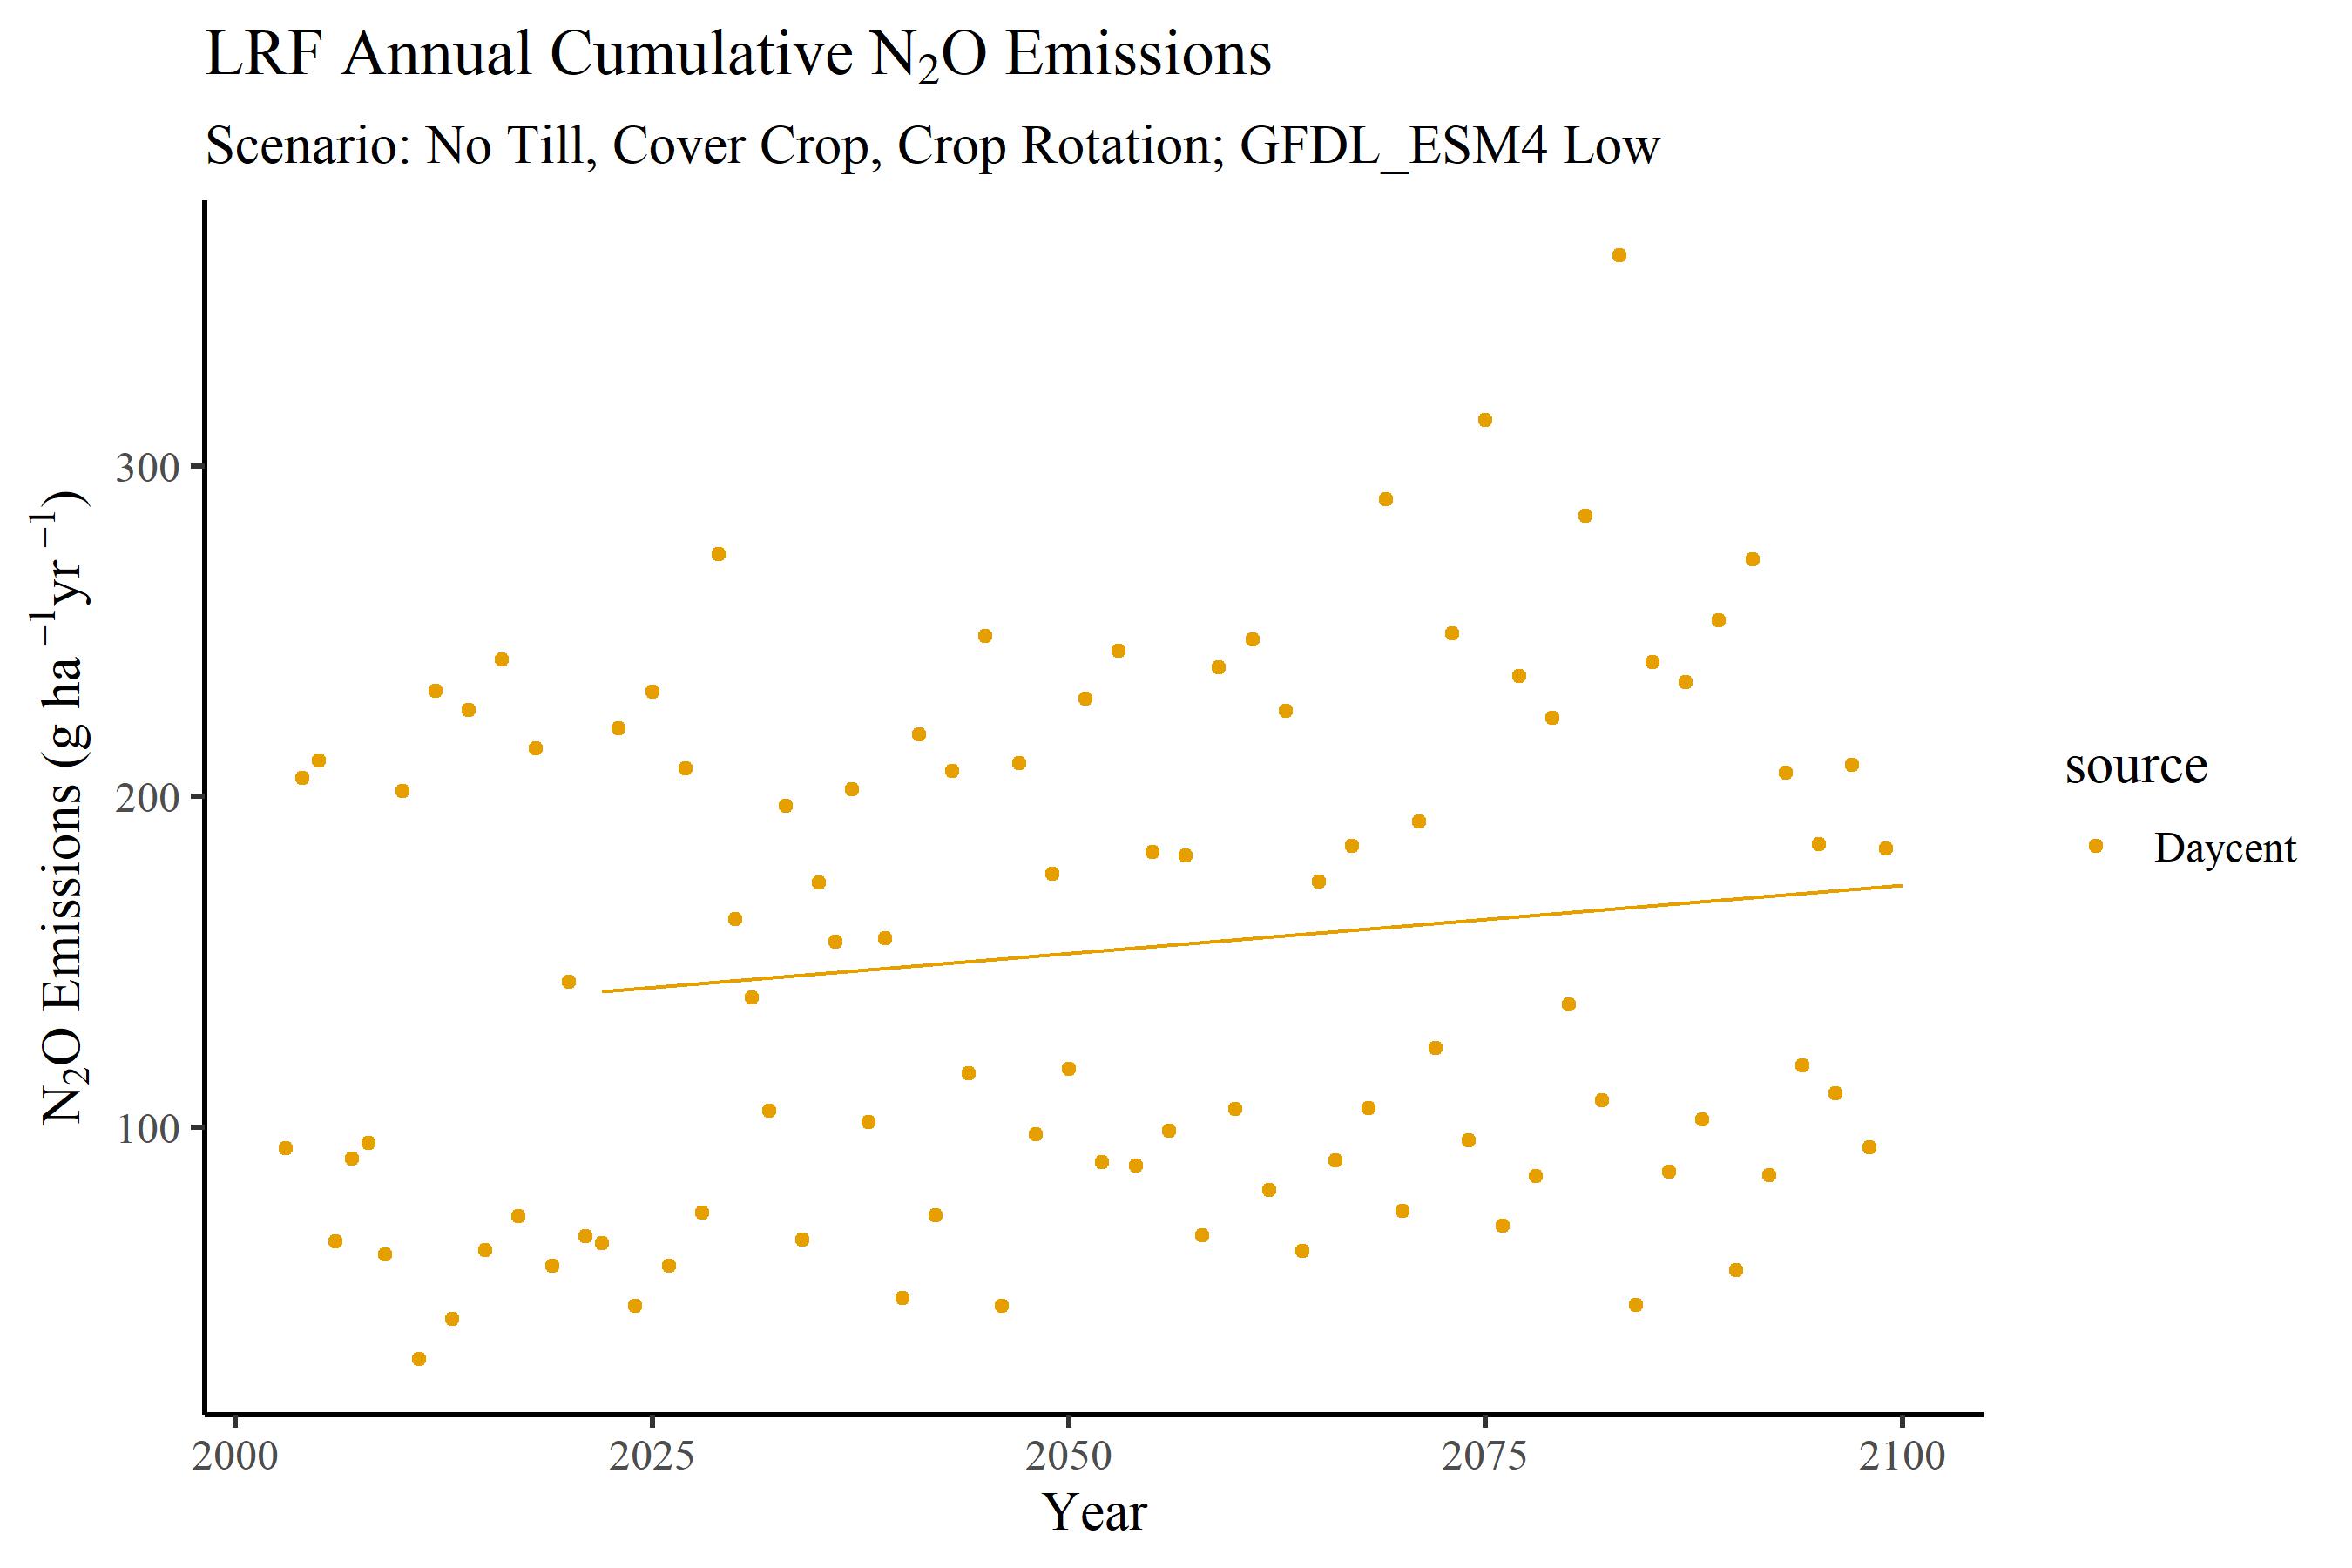 LRF Annual Cumulative N₂O Emissions
Scenario: No Till, Cover Crop, Crop Rotation; GFDL_ESM4 Low
N₂O Emissions (g ha⁻¹yr⁻¹)
300
200
100
2000
2025
2050
2075
2100
Year
source
Daycent